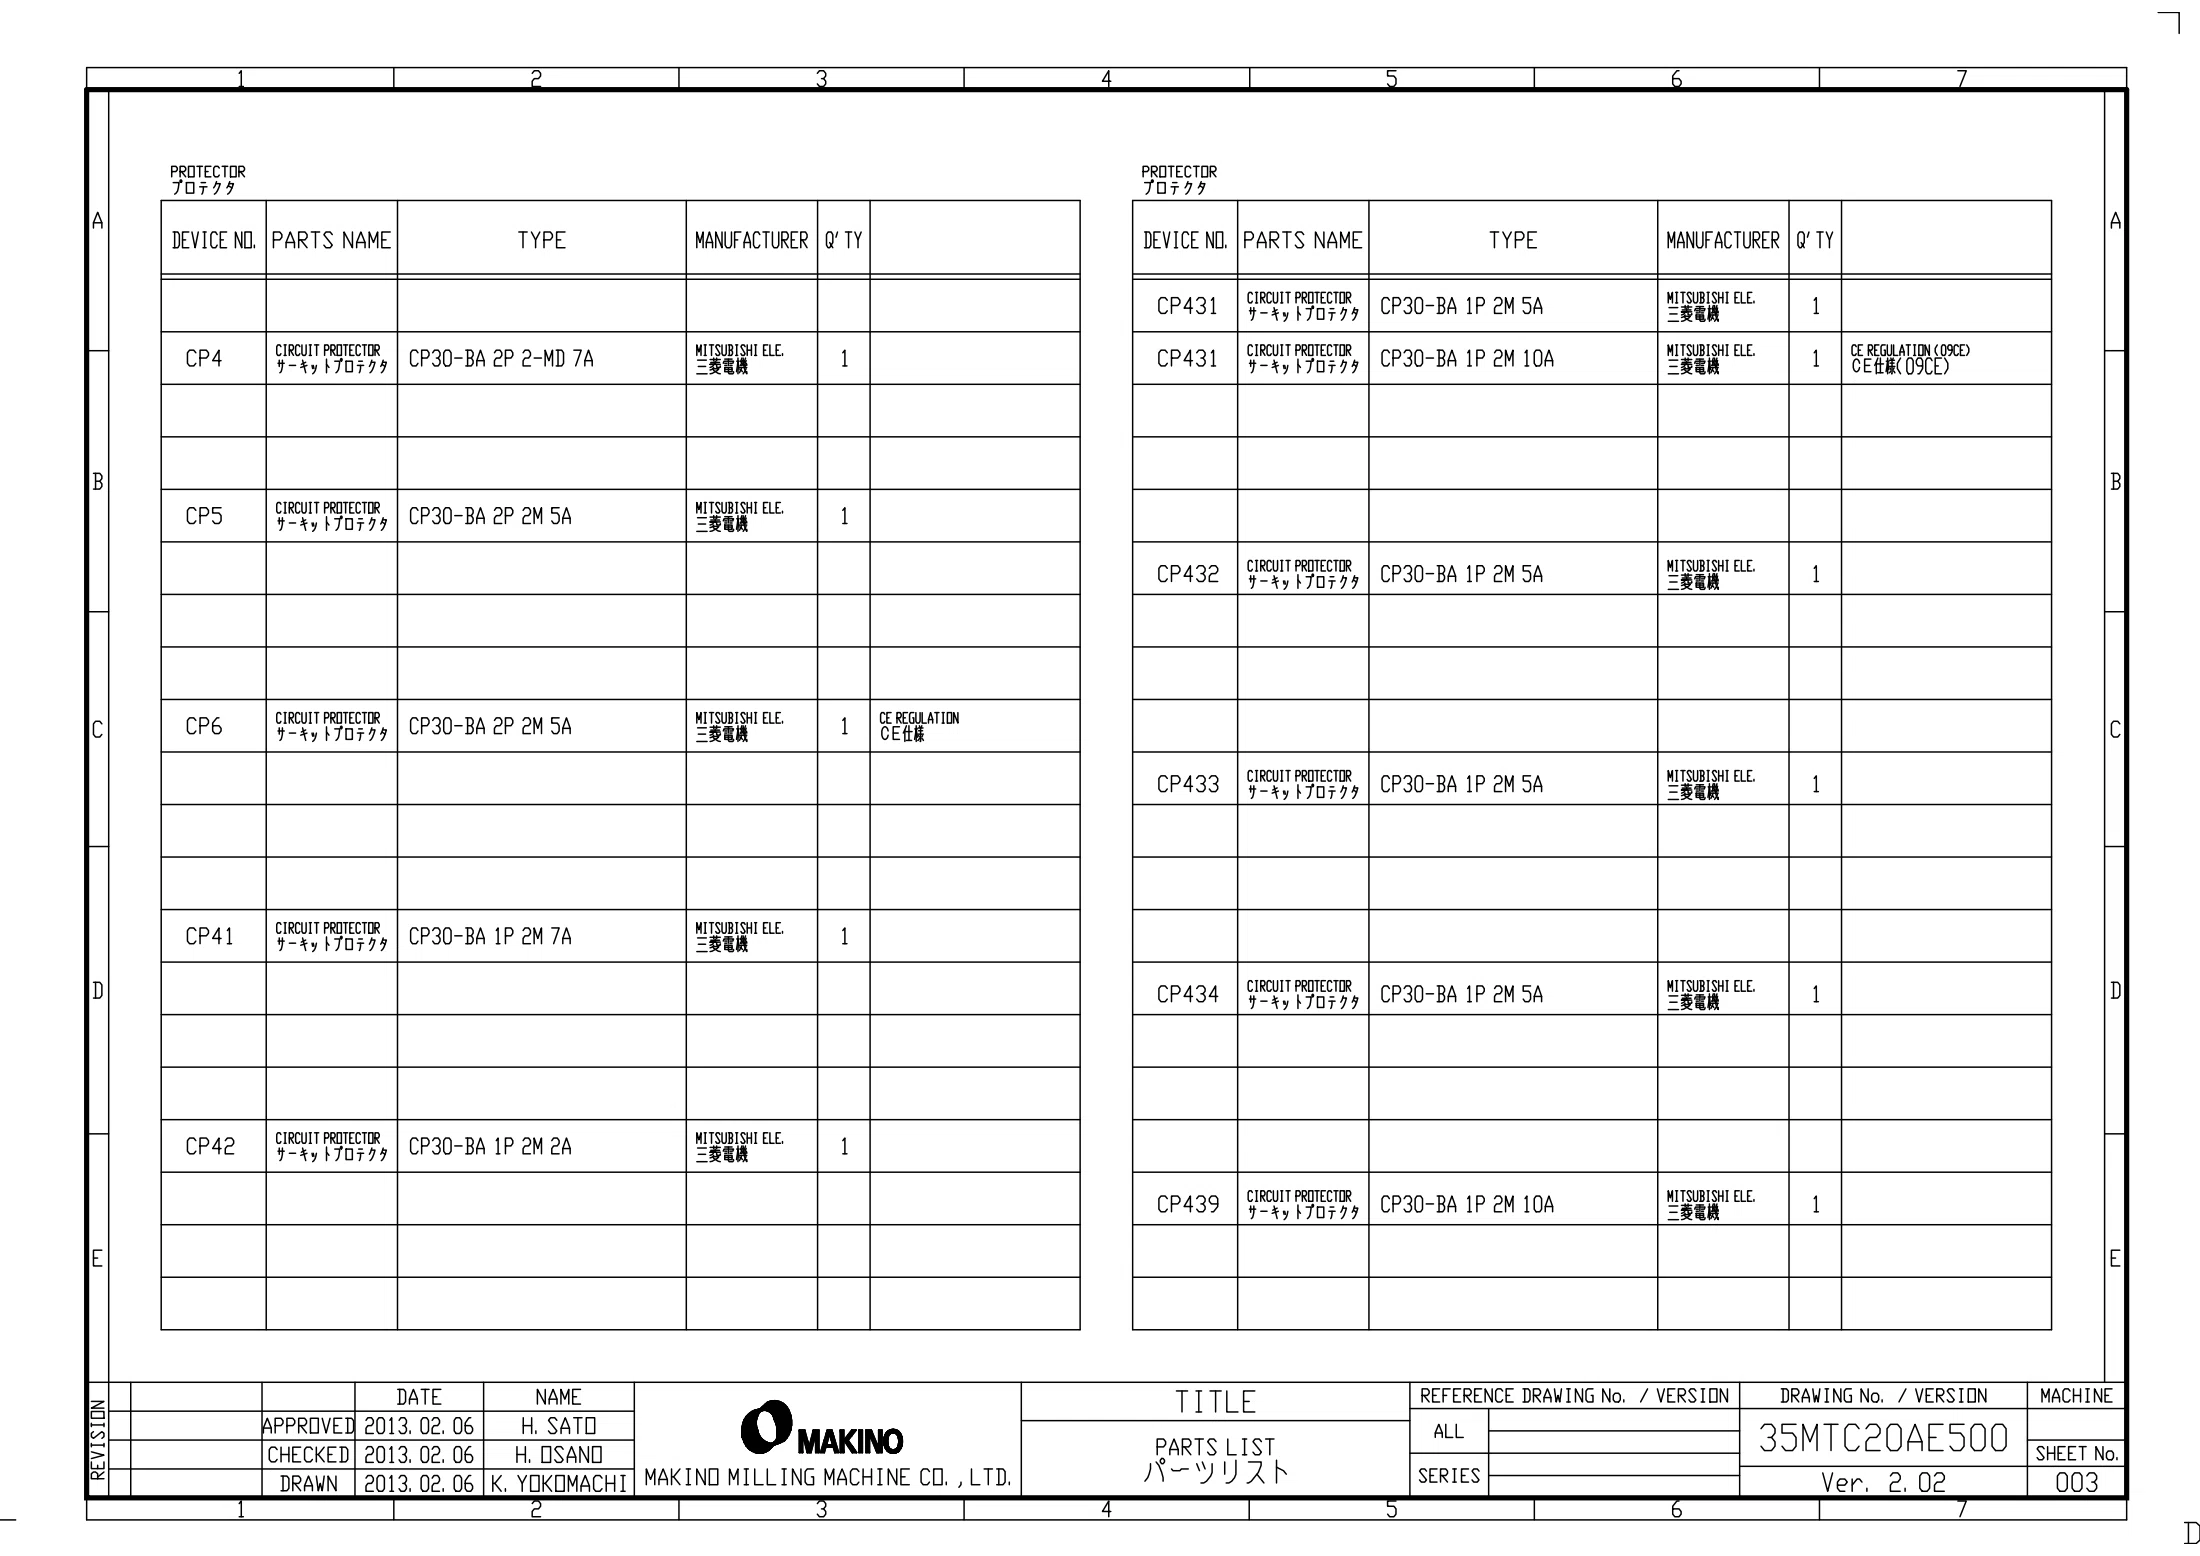 1 2 3 4 5 6 7
PROTECTOR
プロテクタ
DEVICE NO. PARTS NAME TYPE MANUFACTURER Q'TY
CP4 CIRCUIT PROTECTOR サーキットプロテクタ CP30-BA 2P 2-MD 7A MITSUBISHI ELE. 三菱電機 1
CP5 CIRCUIT PROTECTOR サーキットプロテクタ CP30-BA 2P 2M 5A MITSUBISHI ELE. 三菱電機 1
CP6 CIRCUIT PROTECTOR サーキットプロテクタ CP30-BA 2P 2M 5A MITSUBISHI ELE. 三菱電機 1 CE REGULATION CE仕様
CP41 CIRCUIT PROTECTOR サーキットプロテクタ CP30-BA 1P 2M 7A MITSUBISHI ELE. 三菱電機 1
CP42 CIRCUIT PROTECTOR サーキットプロテクタ CP30-BA 1P 2M 2A MITSUBISHI ELE. 三菱電機 1
PROTECTOR
プロテクタ
DEVICE NO. PARTS NAME TYPE MANUFACTURER Q'TY
CP431 CIRCUIT PROTECTOR サーキットプロテクタ CP30-BA 1P 2M 5A MITSUBISHI ELE. 三菱電機 1
CP431 CIRCUIT PROTECTOR サーキットプロテクタ CP30-BA 1P 2M 10A MITSUBISHI ELE. 三菱電機 1 CE REGULATION (09CE) CE仕様(09CE)
CP432 CIRCUIT PROTECTOR サーキットプロテクタ CP30-BA 1P 2M 5A MITSUBISHI ELE. 三菱電機 1
CP433 CIRCUIT PROTECTOR サーキットプロテクタ CP30-BA 1P 2M 5A MITSUBISHI ELE. 三菱電機 1
CP434 CIRCUIT PROTECTOR サーキットプロテクタ CP30-BA 1P 2M 5A MITSUBISHI ELE. 三菱電機 1
CP439 CIRCUIT PROTECTOR サーキットプロテクタ CP30-BA 1P 2M 10A MITSUBISHI ELE. 三菱電機 1
A A
B B
C C
D D
E E
REVISION
DATE NAME
APPROVED 2013.02.06 H. SATO
CHECKED 2013.02.06 H. OSANO
DRAWN 2013.02.06 K. YOKOMACHI
MAKINO
MAKINO MILLING MACHINE CO., LTD.
TITLE
PARTS LIST
パーツリスト
REFERENCE DRAWING No. / VERSION
ALL
SERIES
DRAWING No. / VERSION
35MTC20AE500
Ver. 2.02
MACHINE
SHEET No.
003
1 2 3 4 5 6 7
D